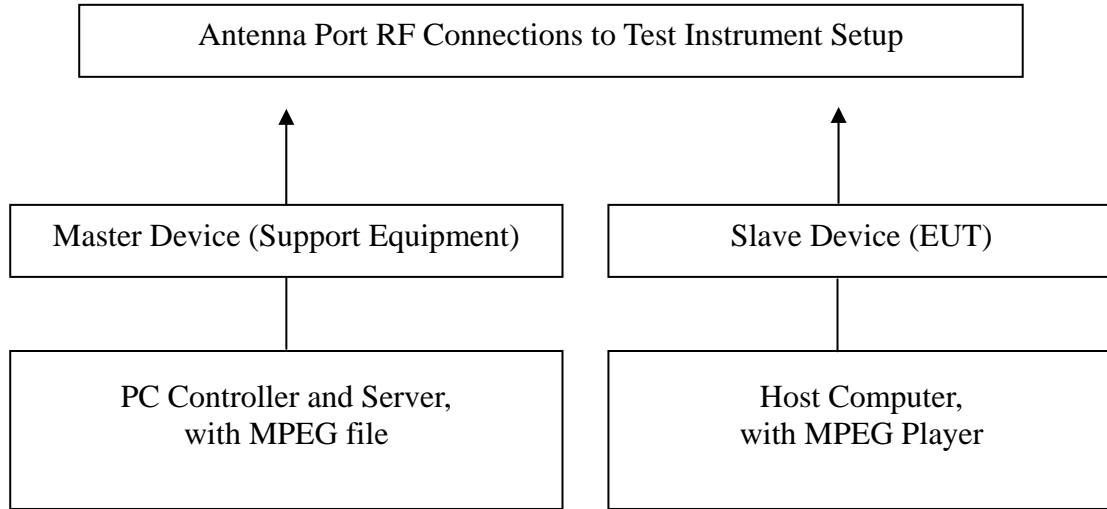 Antenna Port RF Connections to Test Instrument Setup
Master Device (Support Equipment)
Slave Device (EUT)
PC Controller and Server,
with MPEG file
Host Computer,
with MPEG Player